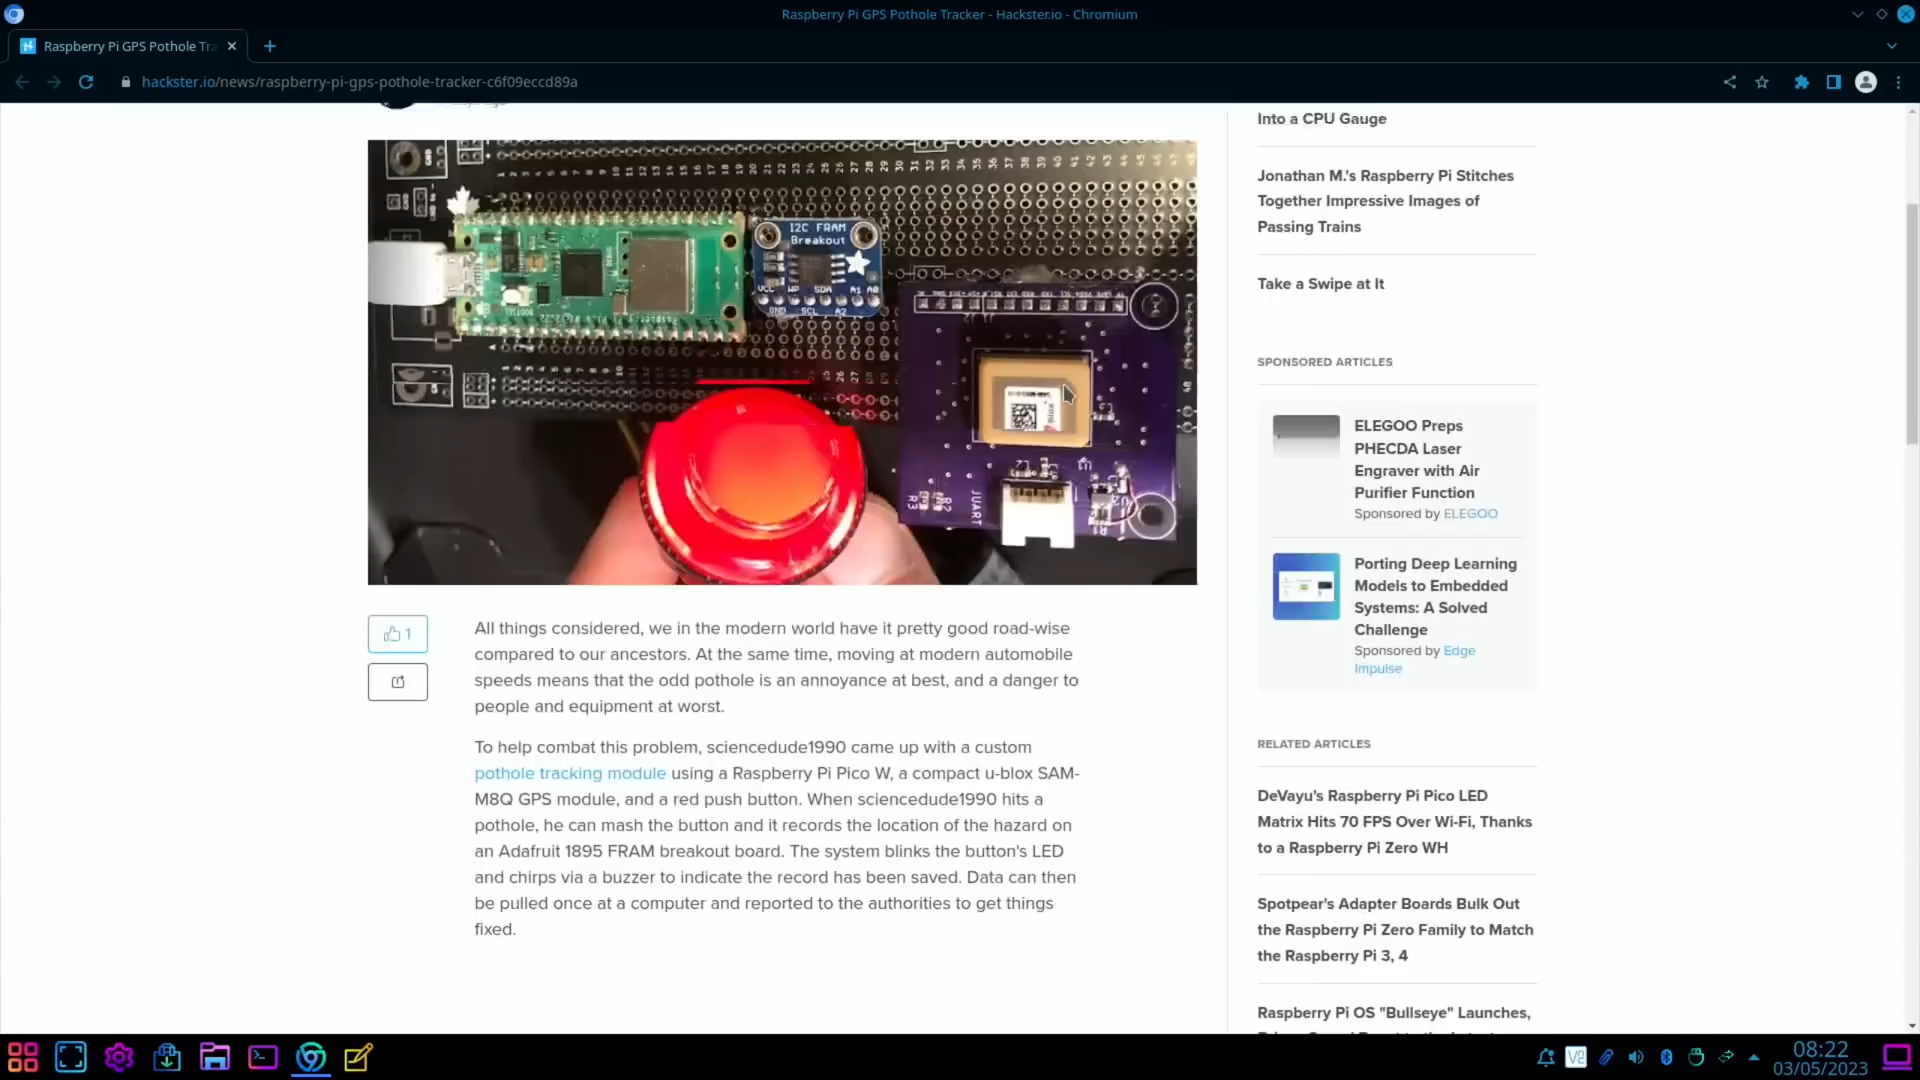 Raspberry Pi GPS Pothole Tracker - Hackster.io - Chromium
Raspberry Pi GPS Pothole Tra
hackster.io/news/raspberry-pi-gps-pothole-tracker-c6f09eccd89a
Into a CPU Gauge
Jonathan M.'s Raspberry Pi Stitches
Together Impressive Images of
Passing Trains
Take a Swipe at It
I2C FRAM
Breakout
VCC WP SDA A1 A0
GND SCL A2
JUART
SPONSORED ARTICLES
ELEGOO Preps
PHECDA Laser
Engraver with Air
Purifier Function
Sponsored by ELEGOO
Porting Deep Learning
Models to Embedded
Systems: A Solved
Challenge
Sponsored by Edge
Impulse
1
All things considered, we in the modern world have it pretty good road-wise
compared to our ancestors. At the same time, moving at modern automobile
speeds means that the odd pothole is an annoyance at best, and a danger to
people and equipment at worst.
To help combat this problem, sciencedude1990 came up with a custom
pothole tracking module using a Raspberry Pi Pico W, a compact u-blox SAM-
M8Q GPS module, and a red push button. When sciencedude1990 hits a
pothole, he can mash the button and it records the location of the hazard on
an Adafruit 1895 FRAM breakout board. The system blinks the button's LED
and chirps via a buzzer to indicate the record has been saved. Data can then
be pulled once at a computer and reported to the authorities to get things
fixed.
RELATED ARTICLES
DeVayu's Raspberry Pi Pico LED
Matrix Hits 70 FPS Over Wi-Fi, Thanks
to a Raspberry Pi Zero WH
Spotpear's Adapter Boards Bulk Out
the Raspberry Pi Zero Family to Match
the Raspberry Pi 3, 4
Raspberry Pi OS "Bullseye" Launches,
08:22
03/05/2023